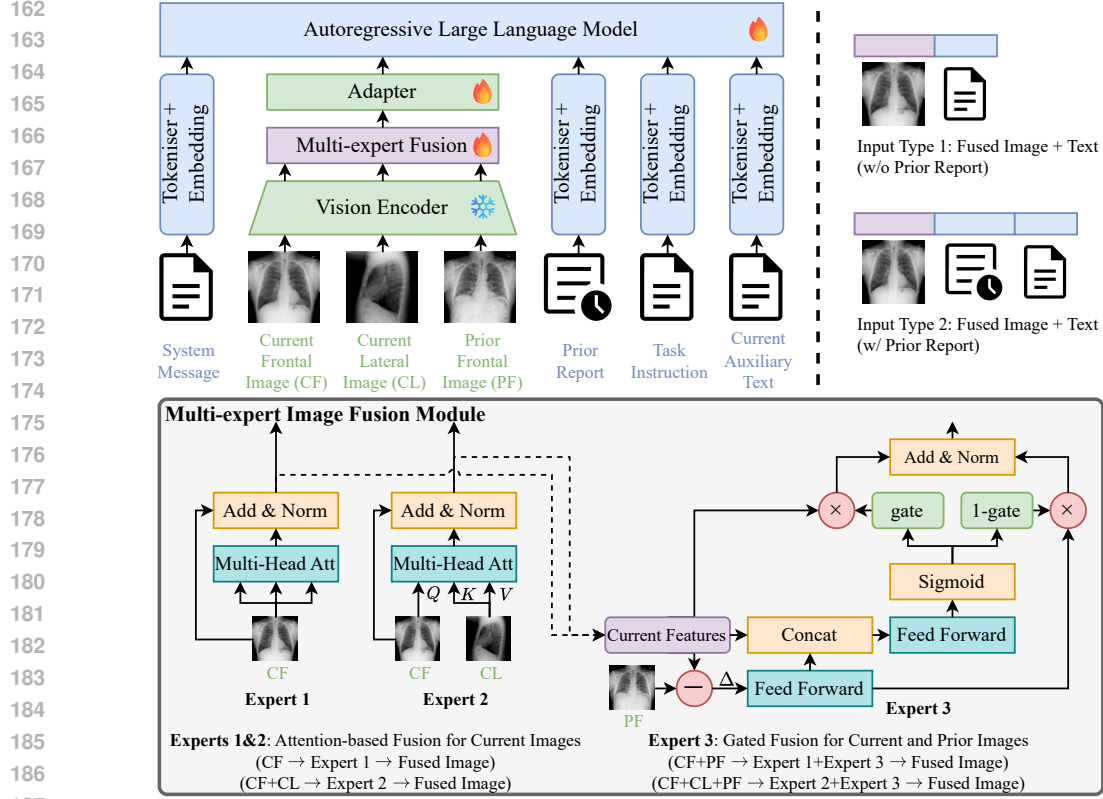 162
163
164
165
166
167
168
169
170
171
172
173
174
175
176
177
178
179
180
181
182
183
184
185
186
Autoregressive Large Language Model
Tokeniser +
Embedding
Adapter
Multi-expert Fusion
Vision Encoder
Tokeniser +
Embedding
Tokeniser +
Embedding
Tokeniser +
Embedding
System
Message
Current
Frontal
Image (CF)
Current
Lateral
Image (CL)
Prior
Frontal
Image (PF)
Prior
Report
Task
Instruction
Current
Auxiliary
Text
Input Type 1: Fused Image + Text
(w/o Prior Report)
Input Type 2: Fused Image + Text
(w/ Prior Report)
Multi-expert Image Fusion Module
Add & Norm
Multi-Head Att
CF
Expert 1
Add & Norm
Multi-Head Att
Q
K
V
CF
CL
Expert 2
Add & Norm
×
gate
1-gate
×
Sigmoid
Current Features
Concat
Feed Forward
−
Δ
Feed Forward
PF
Expert 3
Experts 1&2: Attention-based Fusion for Current Images
(CF → Expert 1 → Fused Image)
(CF+CL → Expert 2 → Fused Image)
Expert 3: Gated Fusion for Current and Prior Images
(CF+PF → Expert 1+Expert 3 → Fused Image)
(CF+CL+PF → Expert 2+Expert 3 → Fused Image)